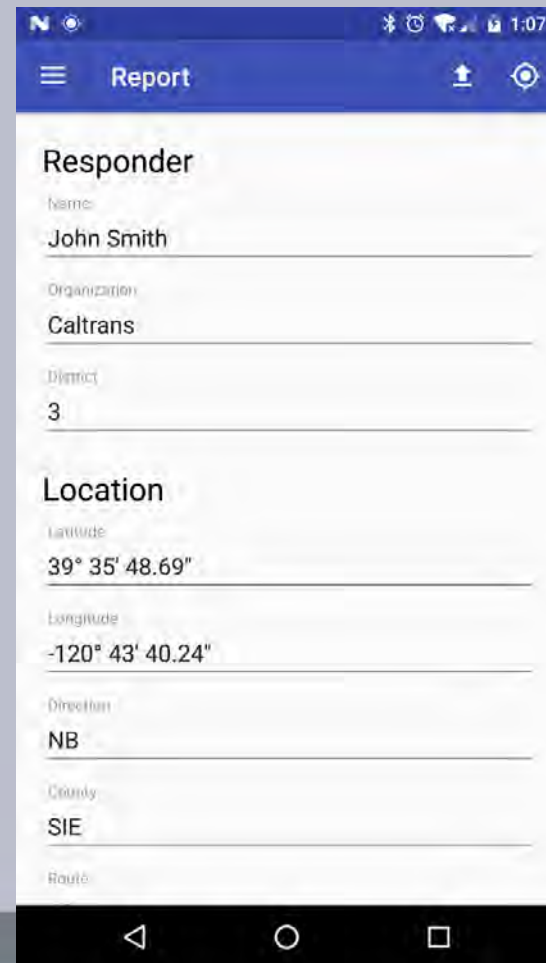 1:07
Report
Responder
Name
John Smith
Organization
Caltrans
District
3
Location
Latitude
39° 35' 48.69"
Longitude
-120° 43' 40.24"
Direction
NB
County
SIE
Route